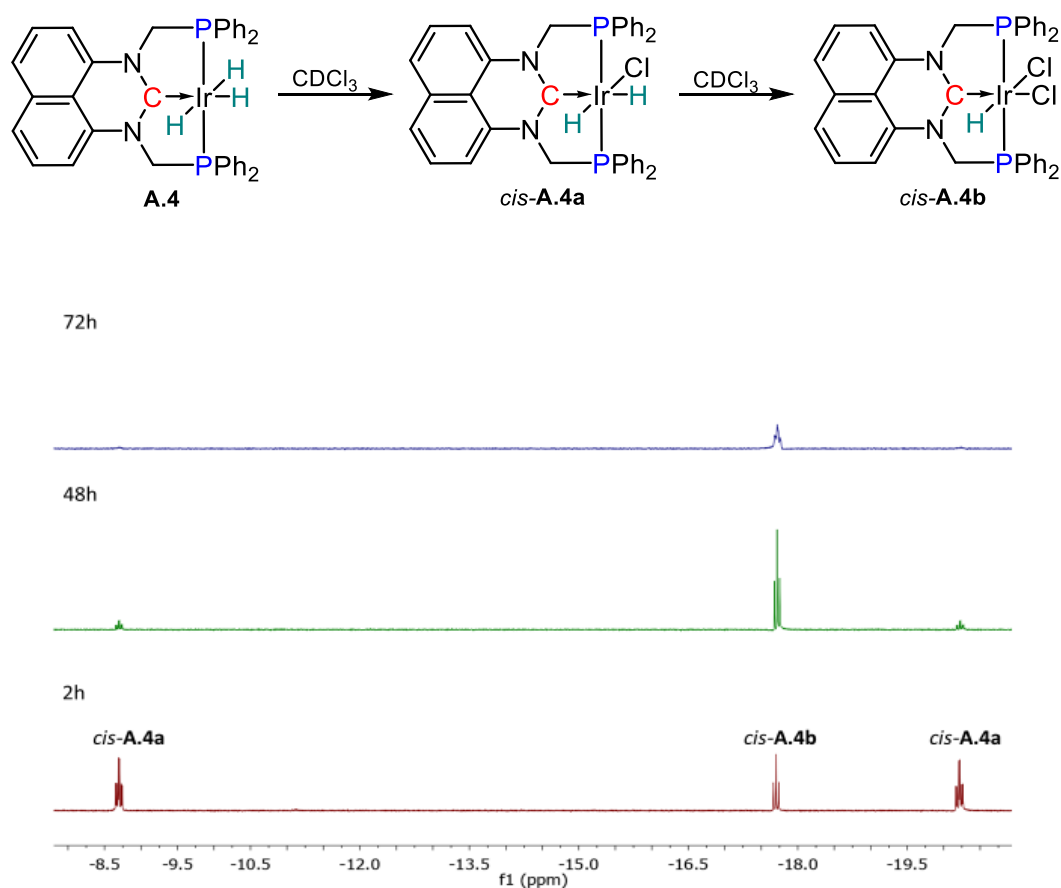 PPh2
N
H
H
C
Ir
H
N
PPh2
A.4
CDCl3
PPh2
N
Cl
C
Ir
H
H
N
PPh2
cis-A.4a
CDCl3
PPh2
N
Cl
C
Ir
Cl
H
N
PPh2
cis-A.4b
72h
48h
2h
cis-A.4a
cis-A.4b
cis-A.4a
-8.5 -9.5 -10.5 -12.0 -13.5 -15.0 -16.5 -18.0 -19.5
f1 (ppm)